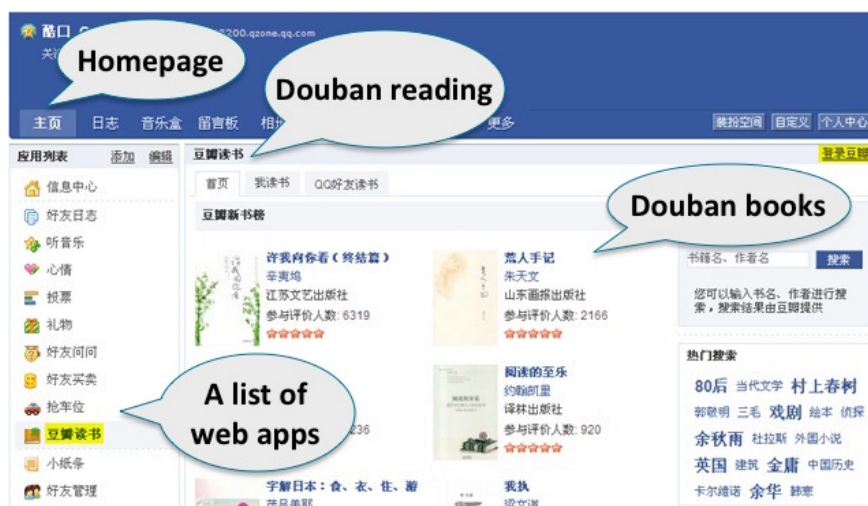 酷口
5200.qzone.qq.com
Homepage
Douban reading
主页
日志
音乐盒
留言板
更多
装扮空间
自定义
个人中心
应用列表
添加
编辑
豆瓣读书
登录豆瓣
首页
我读书
QQ好友读书
信息中心
豆瓣新书榜
Douban books
好友日志
听音乐
心情
投票
礼物
好友问问
好友买卖
抢车位
豆瓣读书
小纸条
好友管理
A list of
web apps
许我向你看(终结篇)
辛夷坞
江苏文艺出版社
参与评价人数: 6319
荒人手记
朱天文
山东画报出版社
参与评价人数: 2166
阅读的至乐
约翰凯里
译林出版社
参与评价人数: 920
236
字解日本:食、衣、住、游
茂吕美耶
我执
梁文道
书籍名、作者名
搜索
您可以输入书名、作者进行搜
索,搜索结果由豆瓣提供
热门搜索
80后 当代文学 村上春树
郭敬明 三毛 戏剧 绘本 侦探
余秋雨 杜拉斯 外国小说
英国 建筑 金庸 中国历史
卡尔维诺 余华 韩寒